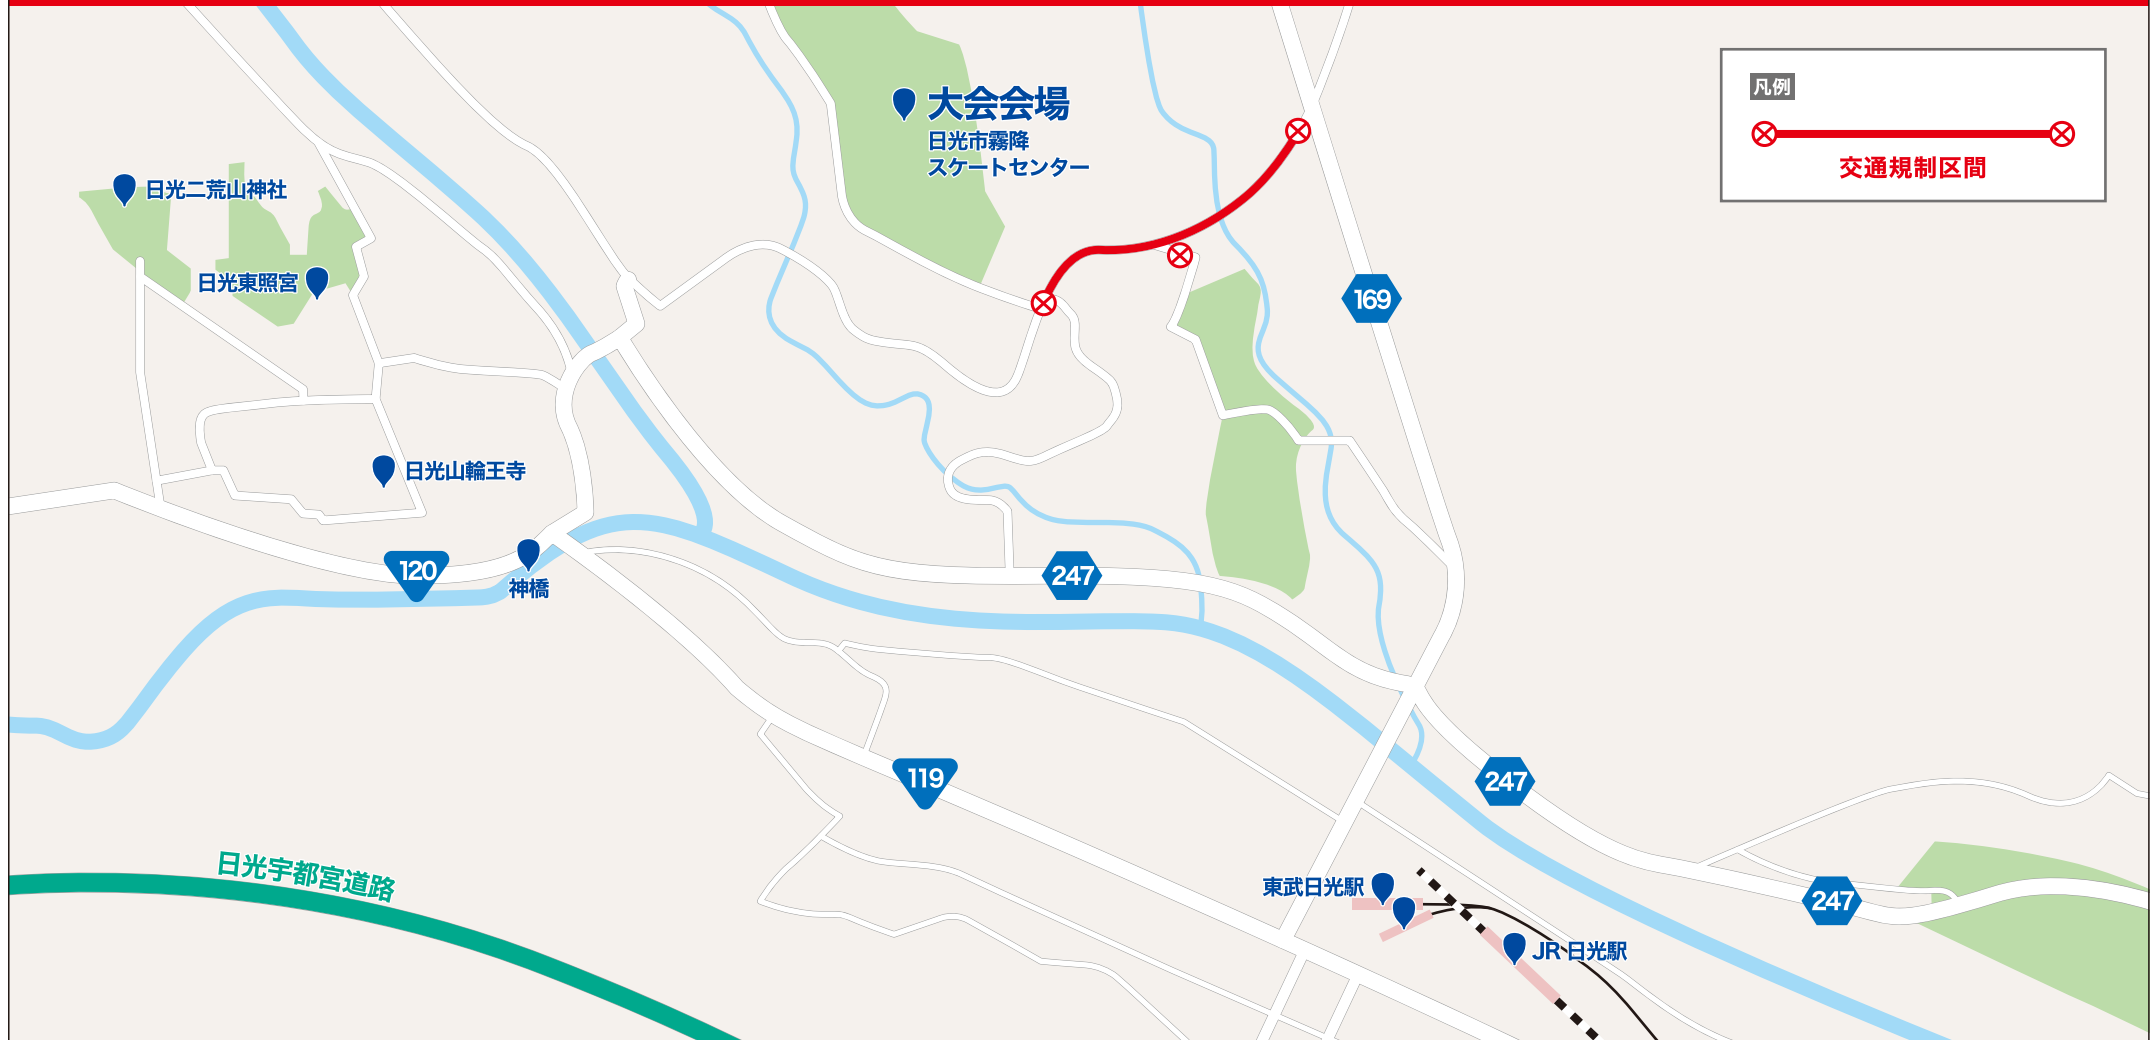 凡例
交通規制区間
大会会場
日光市霧降
スケートセンター
日光二荒山神社
日光東照宮
169
日光山輪王寺
120
神橋
247
119
247
日光宇都宮道路
東武日光駅
247
JR 日光駅